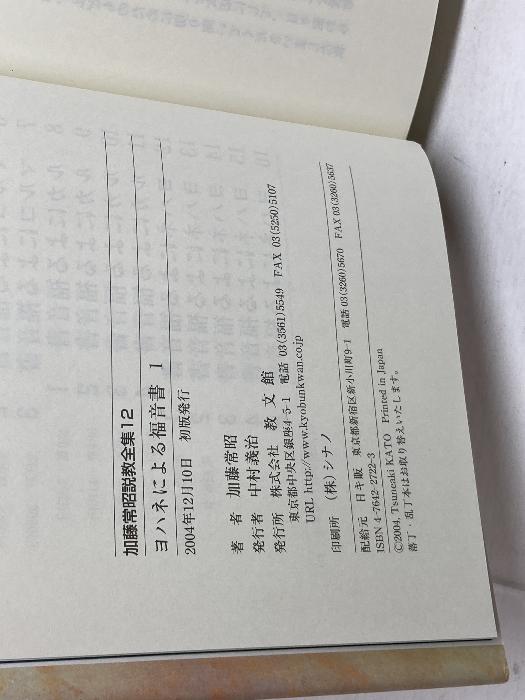 加藤常昭説教全集12
ヨハネによる福音書 1
2004年12月10日 初版発行
著者 加藤常昭
発行者 中村義治
発行所 株式会社 教文館
東京都中央区銀座4-5-1 電話 03(3561)5549 FAX 03(5250)5107
URL http://www.kyobunkwan.co.jp
印刷所 (株)シナノ
配給元 日キ販 東京都新宿区新小川町9-1 電話 03(3260)5670 FAX 03(3260)5637
ISBN 4-7642-2722-3
©2004, Tsuneaki KATO Printed in Japan
落丁・乱丁本はお取り替えいたします。